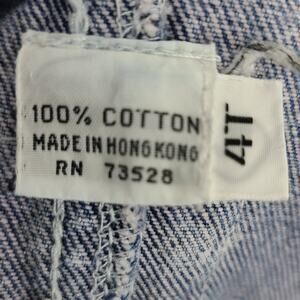 100% COTTON
MADE IN HONG KONG
RN 73528
4T